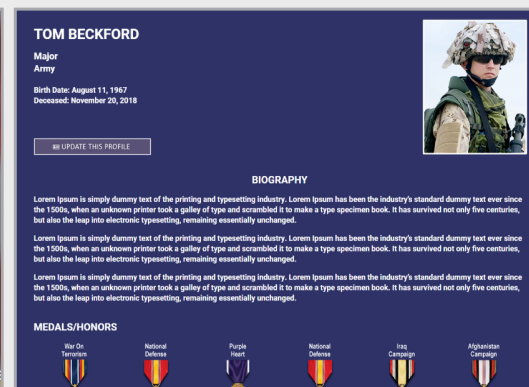 TOM BECKFORD
Major
Army
Birth Date: August 11, 1967
Deceased: November 20, 2018
UPDATE THIS PROFILE
BIOGRAPHY
Lorem Ipsum is simply dummy text of the printing and typesetting industry. Lorem Ipsum has been the industry's standard dummy text ever since
the 1500s, when an unknown printer took a galley of type and scrambled it to make a type specimen book. It has survived not only five centuries,
but also the leap into electronic typesetting, remaining essentially unchanged.
Lorem Ipsum is simply dummy text of the printing and typesetting industry. Lorem Ipsum has been the industry's standard dummy text ever since
the 1500s, when an unknown printer took a galley of type and scrambled it to make a type specimen book. It has survived not only five centuries,
but also the leap into electronic typesetting, remaining essentially unchanged.
Lorem Ipsum is simply dummy text of the printing and typesetting industry. Lorem Ipsum has been the industry's standard dummy text ever since
the 1500s, when an unknown printer took a galley of type and scrambled it to make a type specimen book. It has survived not only five centuries,
but also the leap into electronic typesetting, remaining essentially unchanged.
MEDALS/HONORS
War On National Purple National Iraq Afghanistan
Terrorism Defense Heart Defense Campaign Campaign